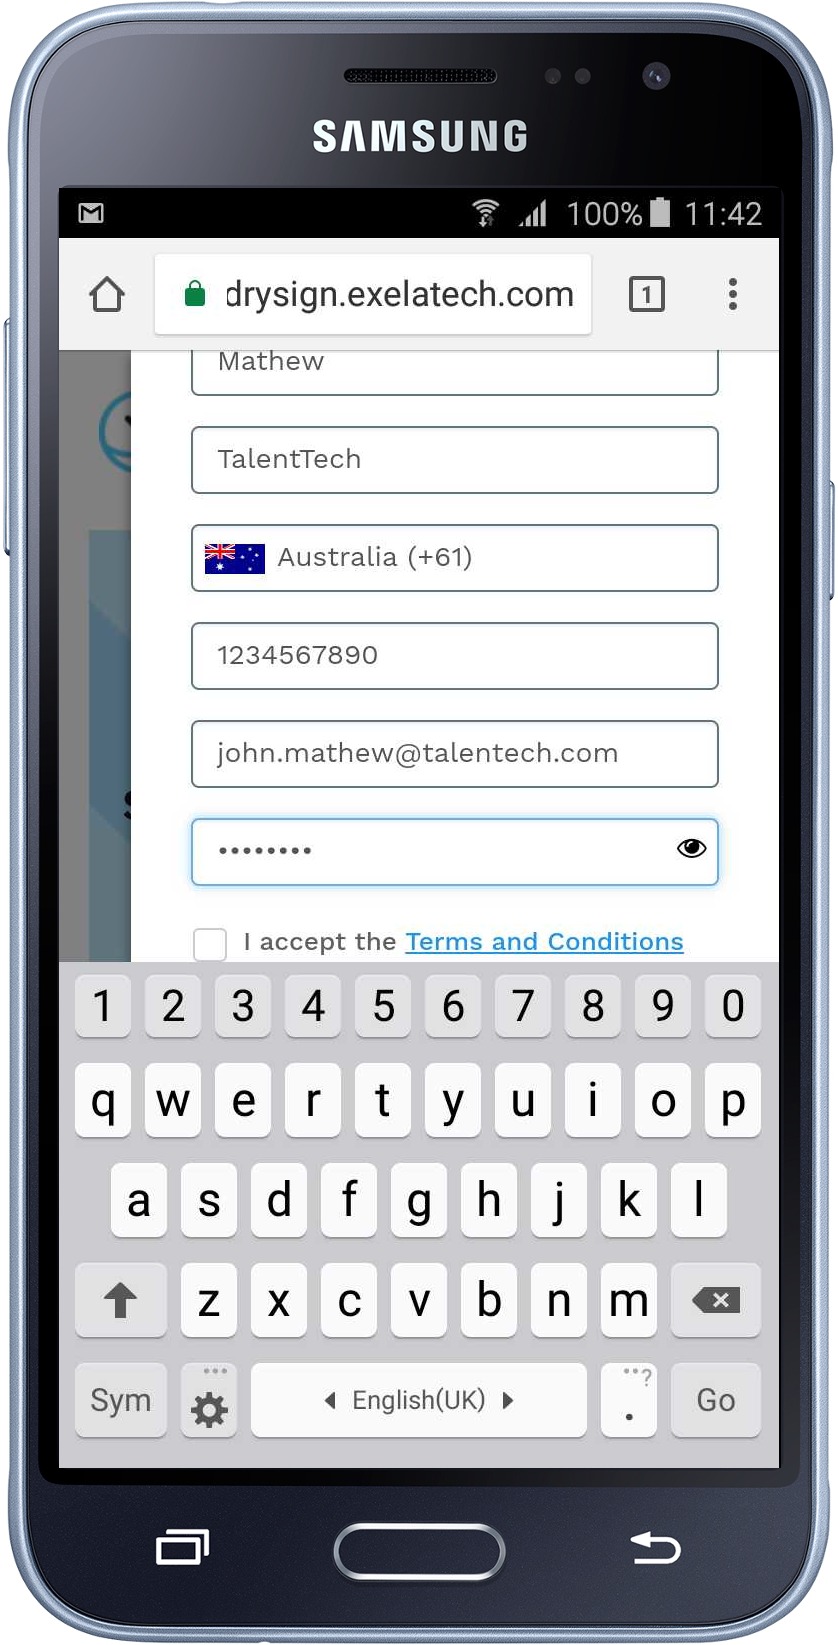 SAMSUNG
100% 11:42
drysign.exelatech.com 1
Mathew
TalentTech
Australia (+61)
1234567890
john.mathew@talentech.com
••••••••
I accept the Terms and Conditions
1 2 3 4 5 6 7 8 9 0
q w e r t y u i o p
a s d f g h j k l
z x c v b n m
Sym English(UK) ...? . Go